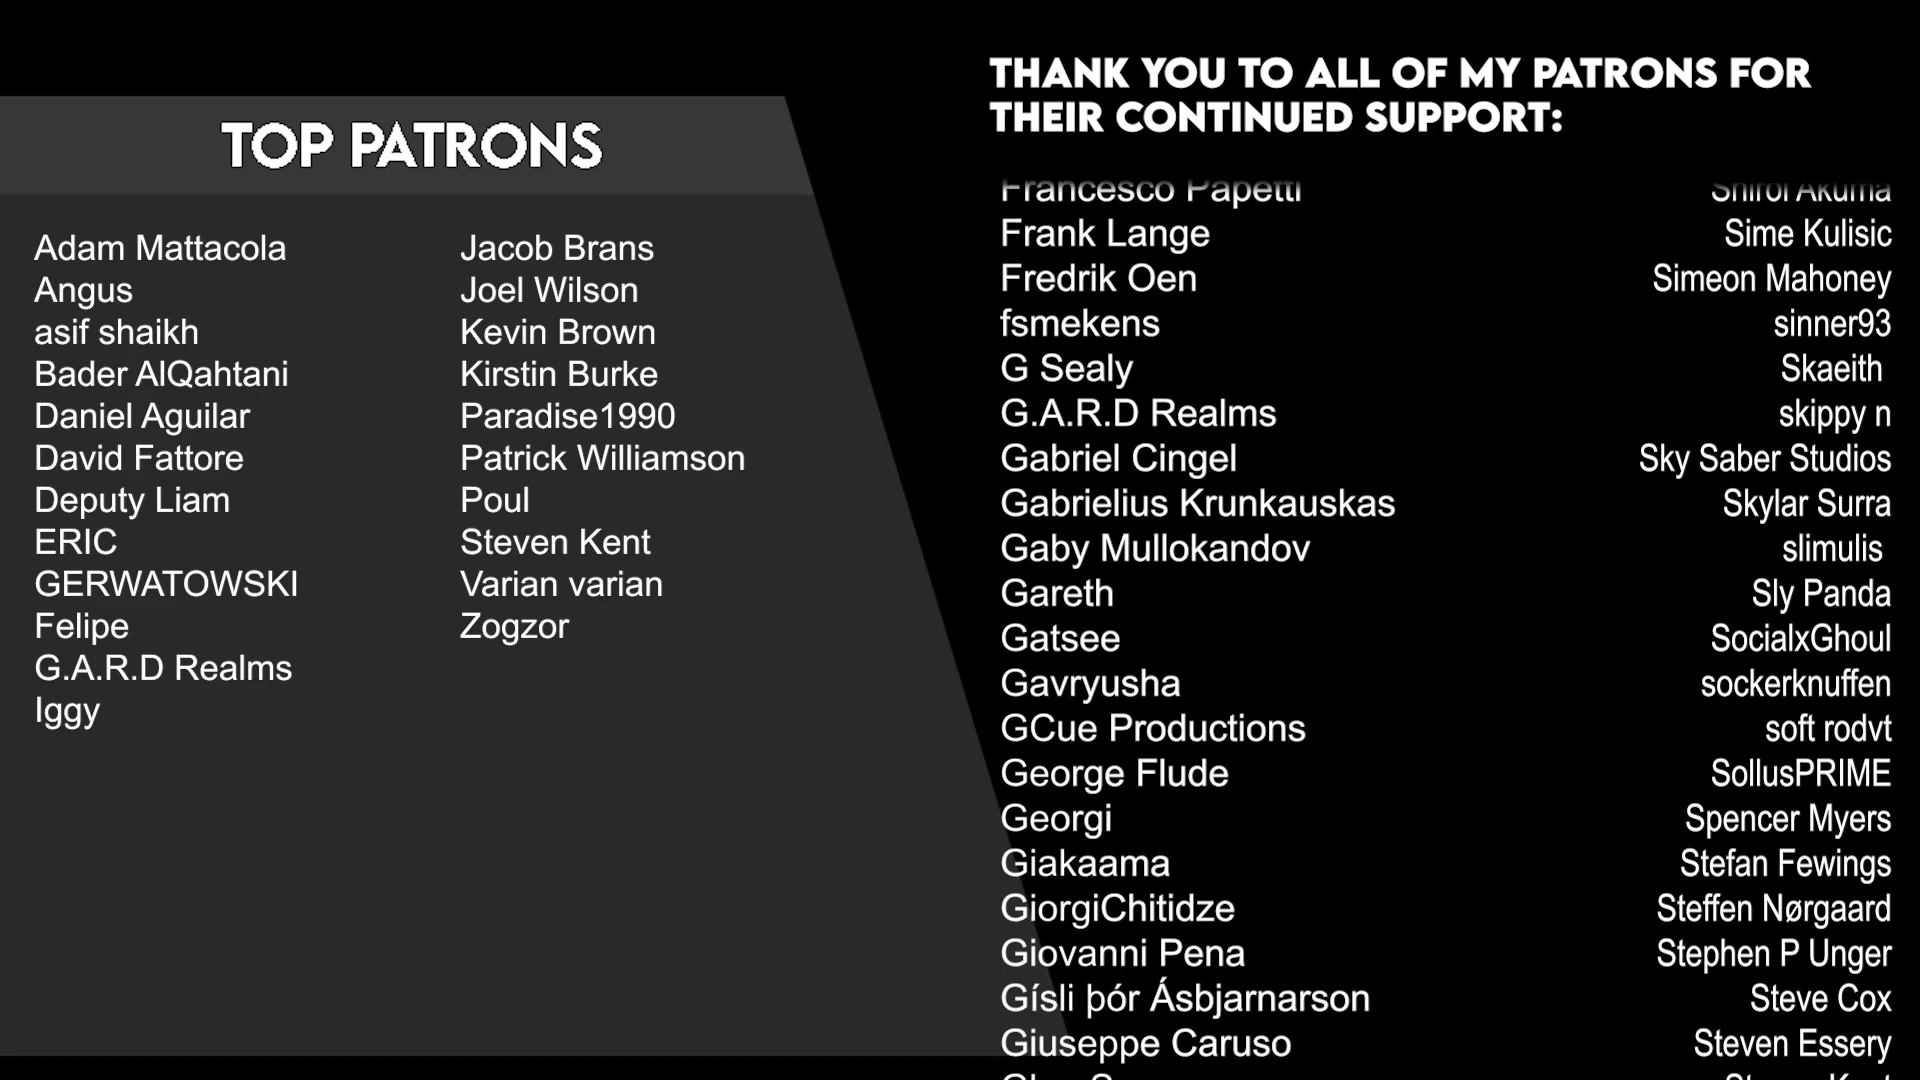 TOP PATRONS
Adam Mattacola
Angus
asif shaikh
Bader AlQahtani
Daniel Aguilar
David Fattore
Deputy Liam
ERIC
GERWATOWSKI
Felipe
G.A.R.D Realms
Iggy
Jacob Brans
Joel Wilson
Kevin Brown
Kirstin Burke
Paradise1990
Patrick Williamson
Poul
Steven Kent
Varian varian
Zogzor
THANK YOU TO ALL OF MY PATRONS FOR
THEIR CONTINUED SUPPORT:
Francesco Papetti
Frank Lange
Fredrik Oen
fsmekens
G Sealy
G.A.R.D Realms
Gabriel Cingel
Gabrielius Krunkauskas
Gaby Mullokandov
Gareth
Gatsee
Gavryusha
GCue Productions
George Flude
Georgi
Giakaama
GiorgiChitidze
Giovanni Pena
Gísli þór Ásbjarnarson
Giuseppe Caruso
Shiroi Akuma
Sime Kulisic
Simeon Mahoney
sinner93
Skaeith
skippy n
Sky Saber Studios
Skylar Surra
slimulis
Sly Panda
SocialxGhoul
sockerknuffen
soft rodvt
SollusPRIME
Spencer Myers
Stefan Fewings
Steffen Nørgaard
Stephen P Unger
Steve Cox
Steven Essery